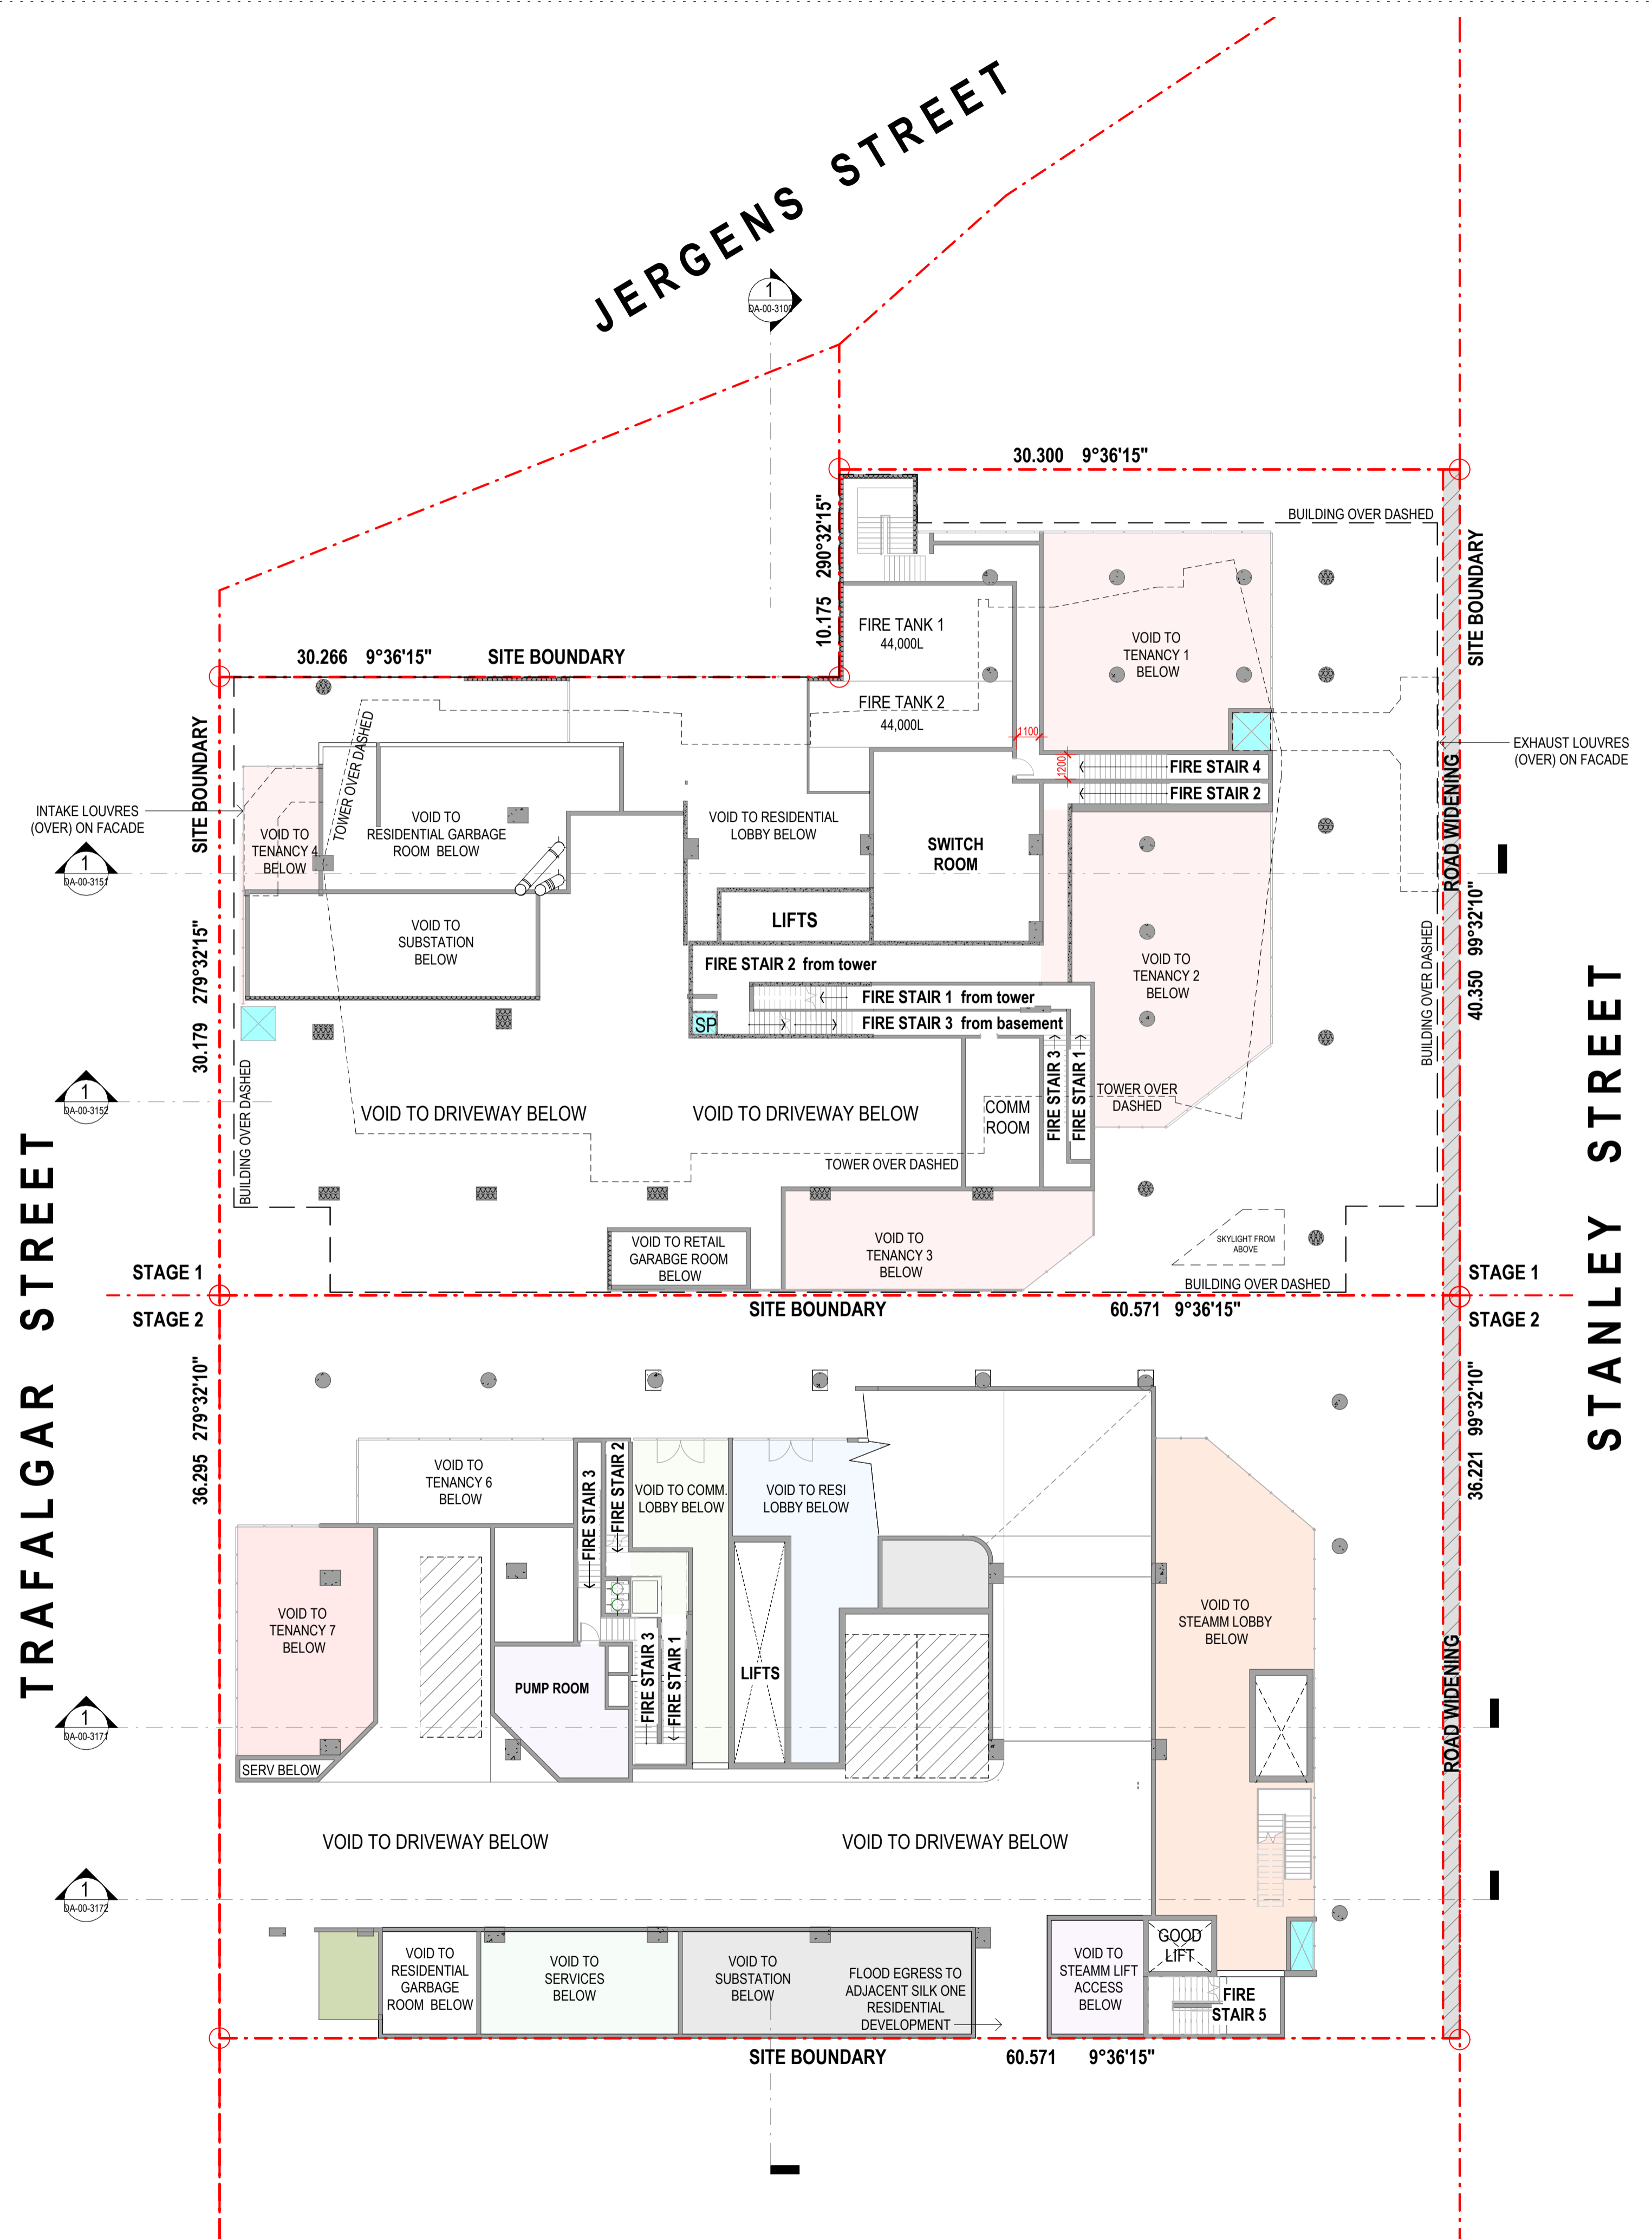 JERGENS STREET
1
DA-00-3100
30.300 9°36'15"
BUILDING OVER DASHED
10.175 290°32'15"
SITE BOUNDARY
FIRE TANK 1
44,000L
VOID TO
TENANCY 1
BELOW
30.266 9°36'15" SITE BOUNDARY
FIRE TANK 2
44,000L
SITE BOUNDARY
TOWER OVER DASHED
1100
1200
FIRE STAIR 4
FIRE STAIR 2
EXHAUST LOUVRES
(OVER) ON FACADE
ROAD WIDENING
INTAKE LOUVRES
(OVER) ON FACADE
VOID TO
TENANCY 4
BELOW
VOID TO
RESIDENTIAL GARBAGE
ROOM BELOW
VOID TO RESIDENTIAL
LOBBY BELOW
SWITCH
ROOM
1
DA-00-3151
LIFTS
VOID TO
SUBSTATION
BELOW
30.179 279°32'15"
40.350 99°32'10"
FIRE STAIR 2 from tower
VOID TO
TENANCY 2
BELOW
BUILDING OVER DASHED
FIRE STAIR 1 from tower
SP
FIRE STAIR 3 from basement
FIRE STAIR 3
FIRE STAIR 1
BUILDING OVER DASHED
1
DA-00-3152
VOID TO DRIVEWAY BELOW
VOID TO DRIVEWAY BELOW
COMM
ROOM
TOWER OVER
DASHED
TOWER OVER DASHED
TRAFALGAR STREET
STANLEY STREET
VOID TO RETAIL
GARABGE ROOM
BELOW
VOID TO
TENANCY 3
BELOW
SKYLIGHT FROM
ABOVE
BUILDING OVER DASHED
STAGE 1
STAGE 1
SITE BOUNDARY
60.571 9°36'15"
STAGE 2
STAGE 2
36.295 279°32'10"
36.221 99°32'10"
VOID TO
TENANCY 6
BELOW
FIRE STAIR 3
FIRE STAIR 2
VOID TO COMM.
LOBBY BELOW
VOID TO RESI
LOBBY BELOW
VOID TO
TENANCY 7
BELOW
VOID TO
STEAMM LOBBY
BELOW
PUMP ROOM
FIRE STAIR 3
FIRE STAIR 1
LIFTS
ROAD WIDENING
1
DA-00-3171
SERV BELOW
VOID TO DRIVEWAY BELOW
VOID TO DRIVEWAY BELOW
1
DA-00-3172
VOID TO
RESIDENTIAL
GARBAGE
ROOM BELOW
VOID TO
SERVICES
BELOW
VOID TO
SUBSTATION
BELOW
FLOOD EGRESS TO
ADJACENT SILK ONE
RESIDENTIAL
DEVELOPMENT
VOID TO
STEAMM LIFT
ACCESS
BELOW
GOOD
LIFT
FIRE
STAIR 5
SITE BOUNDARY
60.571 9°36'15"